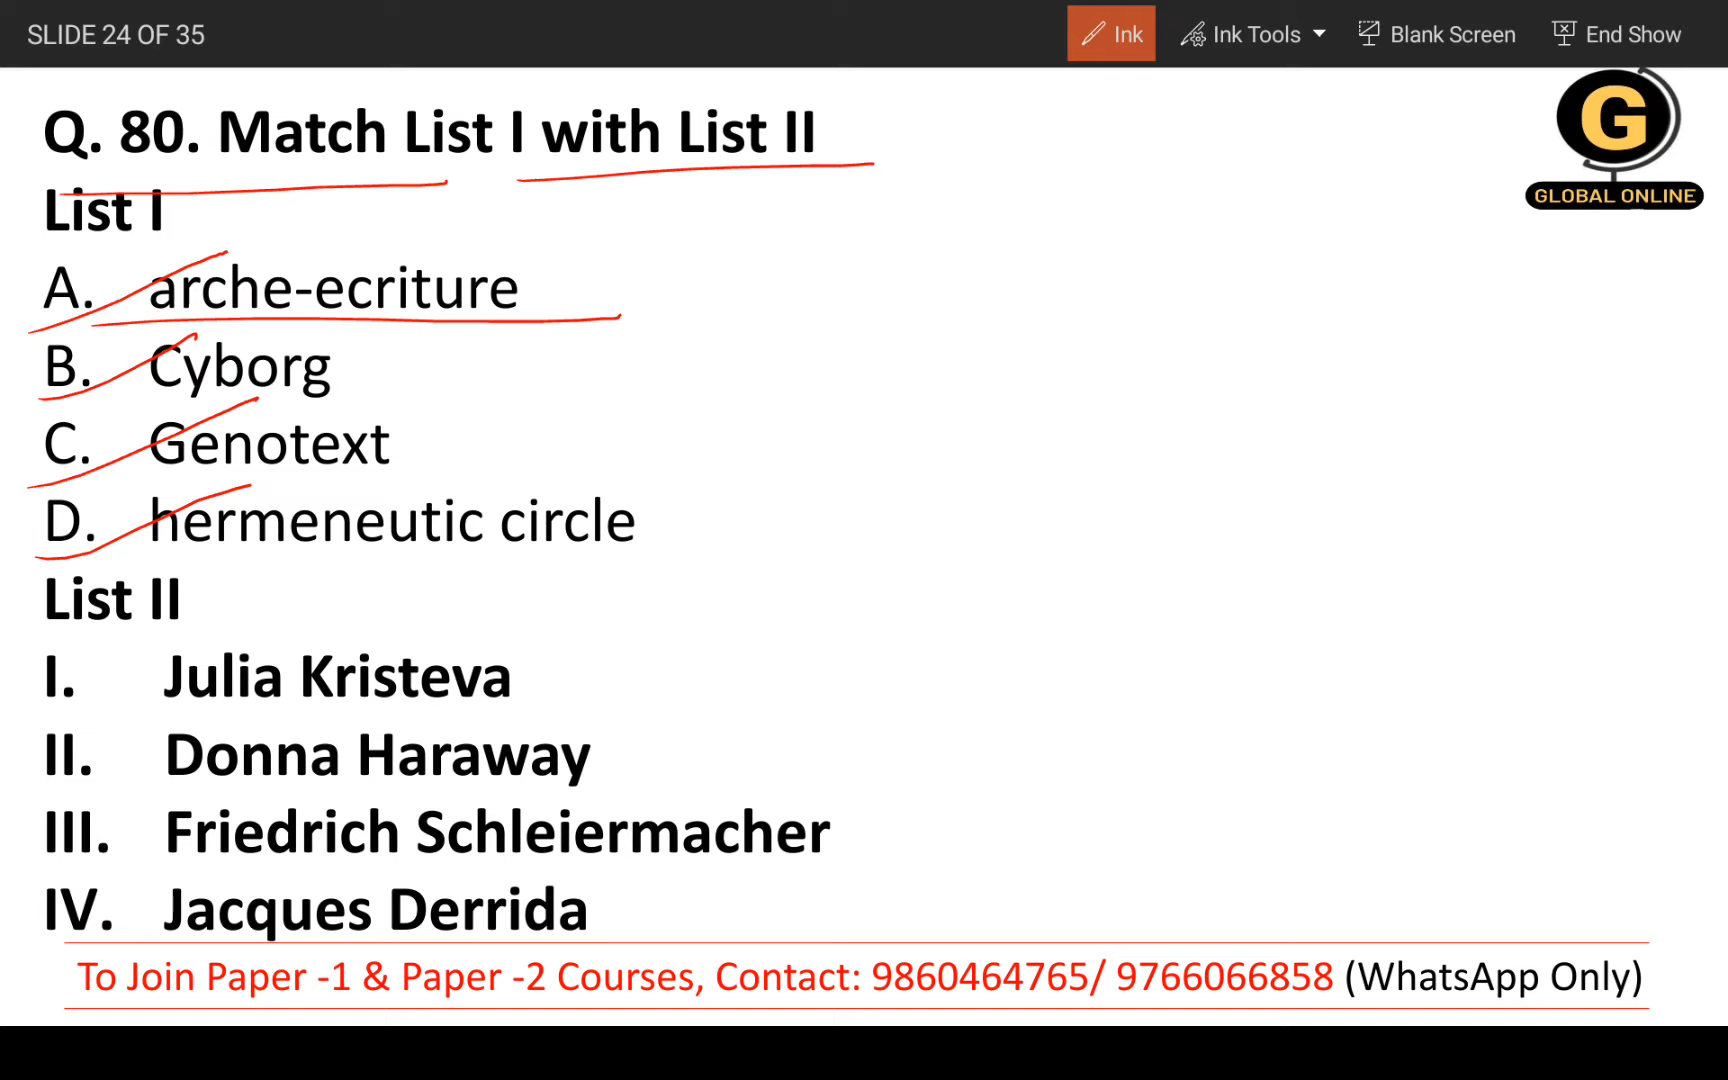 SLIDE 24 OF 35
Ink
Ink Tools
Blank Screen
End Show
G
GLOBAL ONLINE
Q. 80. Match List I with List II
List I
A. arche-ecriture
B. Cyborg
C. Genotext
D. hermeneutic circle
List II
I. Julia Kristeva
II. Donna Haraway
III. Friedrich Schleiermacher
IV. Jacques Derrida
To Join Paper -1 & Paper -2 Courses, Contact: 9860464765/ 9766066858 (WhatsApp Only)